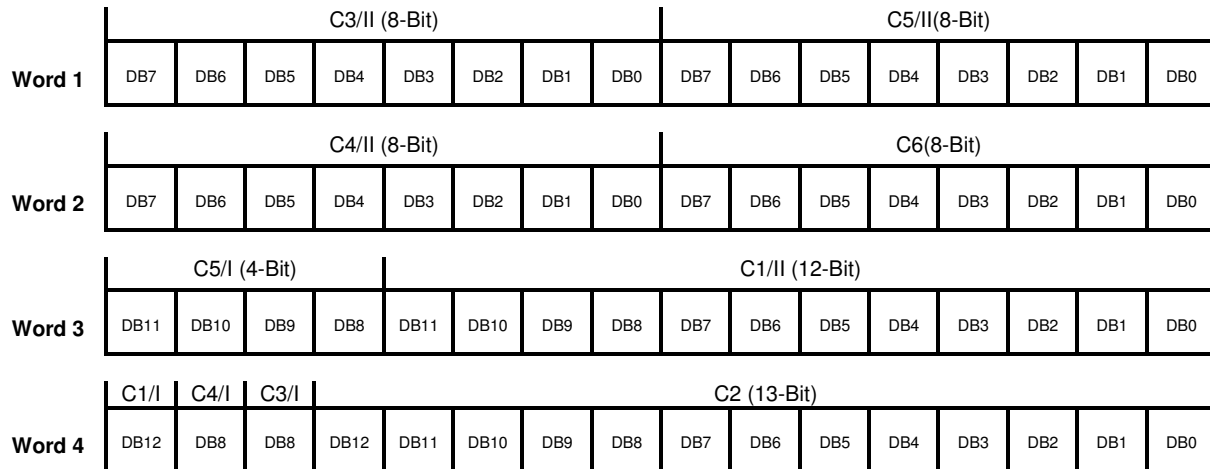 C3/II (8-Bit) C5/II(8-Bit)
Word 1 DB7 DB6 DB5 DB4 DB3 DB2 DB1 DB0 DB7 DB6 DB5 DB4 DB3 DB2 DB1 DB0
C4/II (8-Bit) C6(8-Bit)
Word 2 DB7 DB6 DB5 DB4 DB3 DB2 DB1 DB0 DB7 DB6 DB5 DB4 DB3 DB2 DB1 DB0
C5/I (4-Bit) C1/II (12-Bit)
Word 3 DB11 DB10 DB9 DB8 DB11 DB10 DB9 DB8 DB7 DB6 DB5 DB4 DB3 DB2 DB1 DB0
C1/I C4/I C3/I C2 (13-Bit)
Word 4 DB12 DB8 DB8 DB12 DB11 DB10 DB9 DB8 DB7 DB6 DB5 DB4 DB3 DB2 DB1 DB0